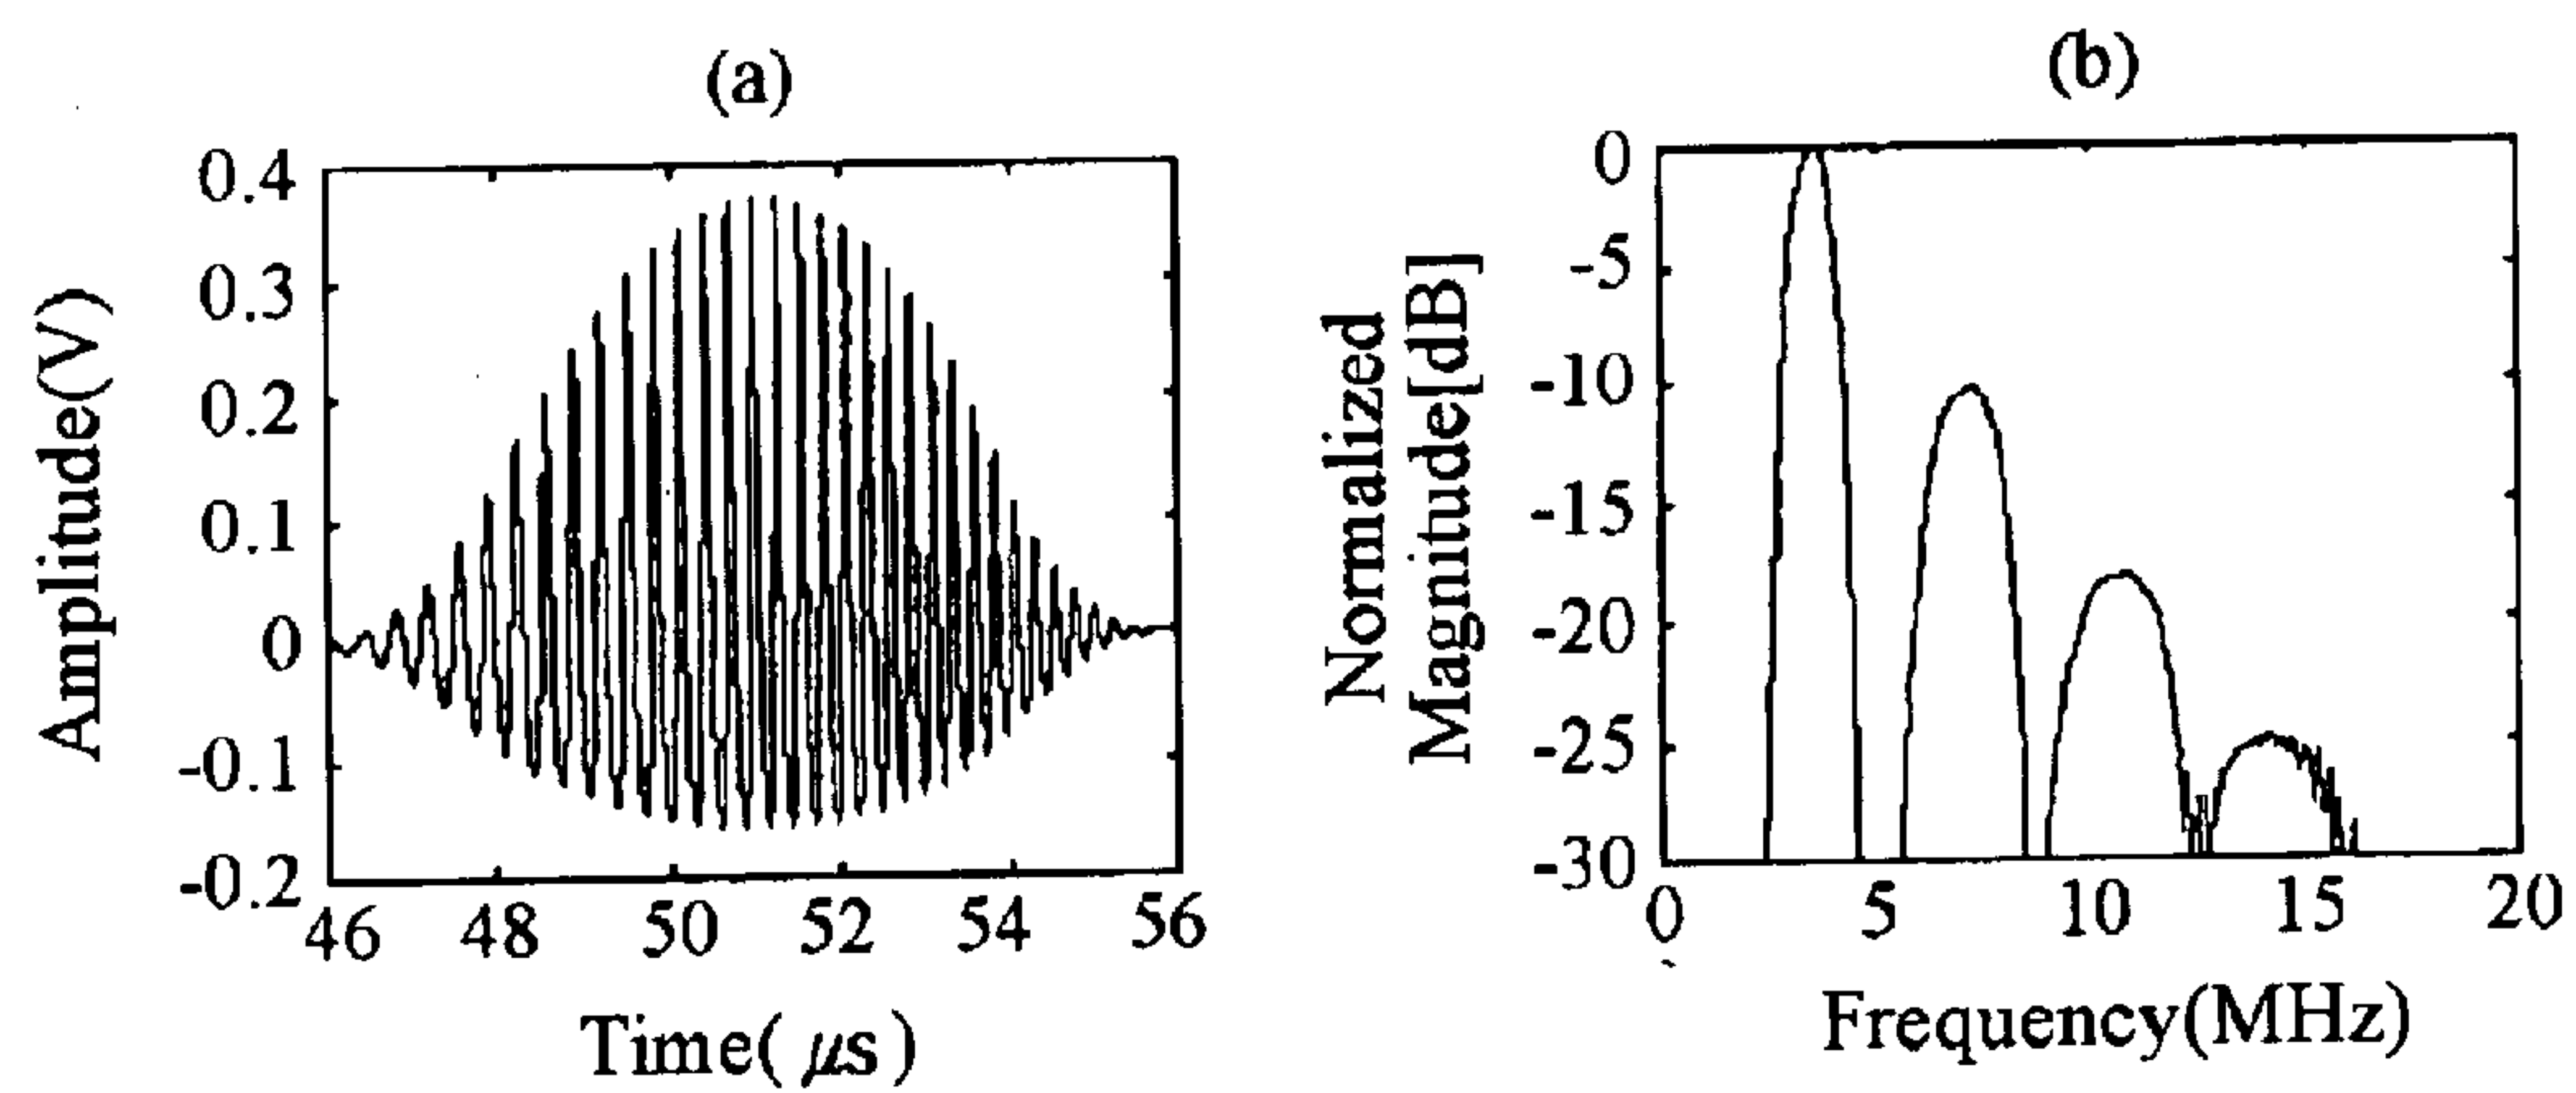 (a)
0.4
0.3
0.2
0.1
0
-0.1
-0.2
46 48 50 52 54 56
Amplitude(V)
Time( μs )
(b)
0
-5
-10
-15
-20
-25
-30
0 5 10 15 20
Normalized
Magnitude[dB]
Frequency(MHz)